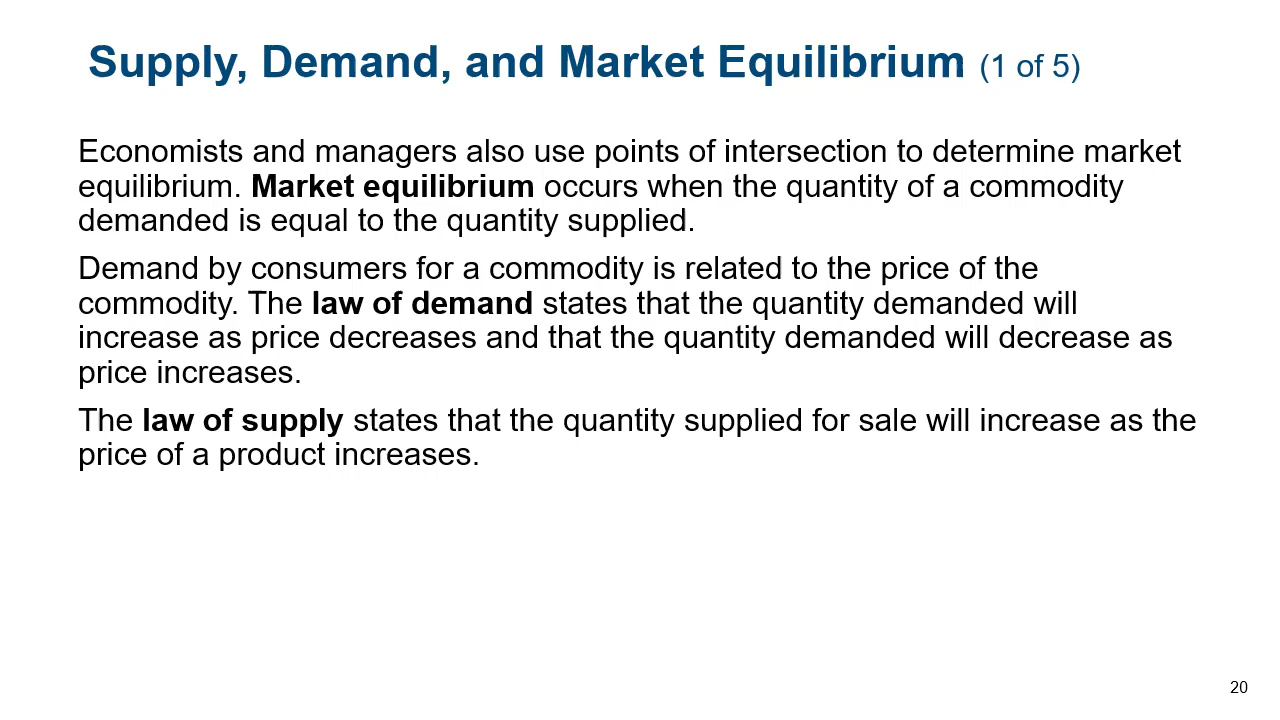 Supply, Demand, and Market Equilibrium (1 of 5)
Economists and managers also use points of intersection to determine market
equilibrium. Market equilibrium occurs when the quantity of a commodity
demanded is equal to the quantity supplied.
Demand by consumers for a commodity is related to the price of the
commodity. The law of demand states that the quantity demanded will
increase as price decreases and that the quantity demanded will decrease as
price increases.
The law of supply states that the quantity supplied for sale will increase as the
price of a product increases.
20